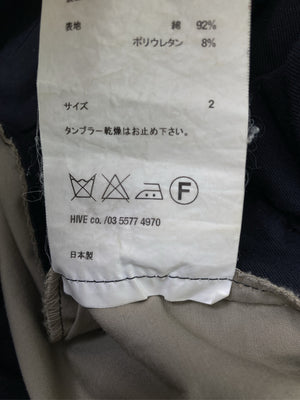 表地 綿 92%
ポリウレタン 8%
サイズ 2
タンブラー乾燥はお止め下さい。
F
HIVE co. /03 5577 4970
日本製